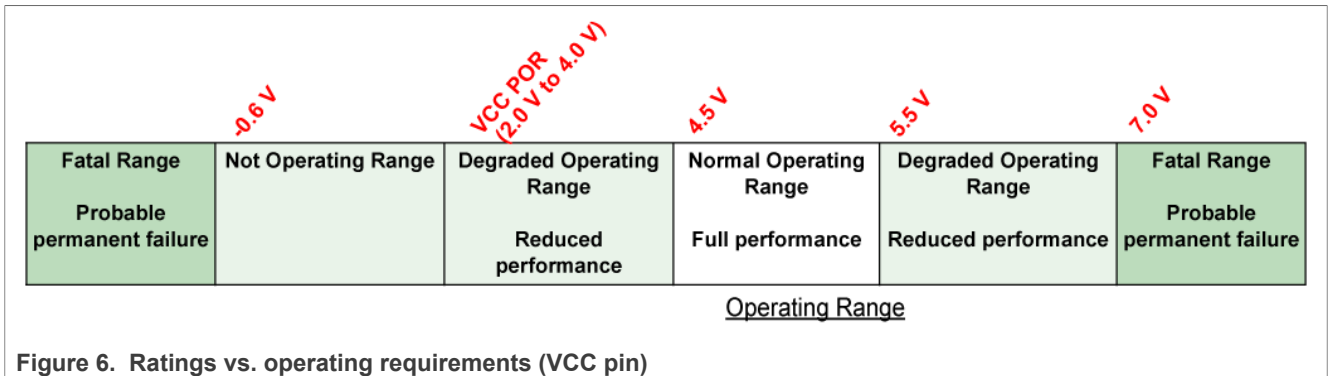 -0.6 V
VCC POR
(2.0 V to 4.0 V)
4.5 V
5.5 V
7.0 V
Fatal Range
Probable
permanent failure
Not Operating Range
Degraded Operating
Range
Reduced
performance
Normal Operating
Range
Full performance
Degraded Operating
Range
Reduced performance
Fatal Range
Probable
permanent failure
Operating Range
Figure 6. Ratings vs. operating requirements (VCC pin)